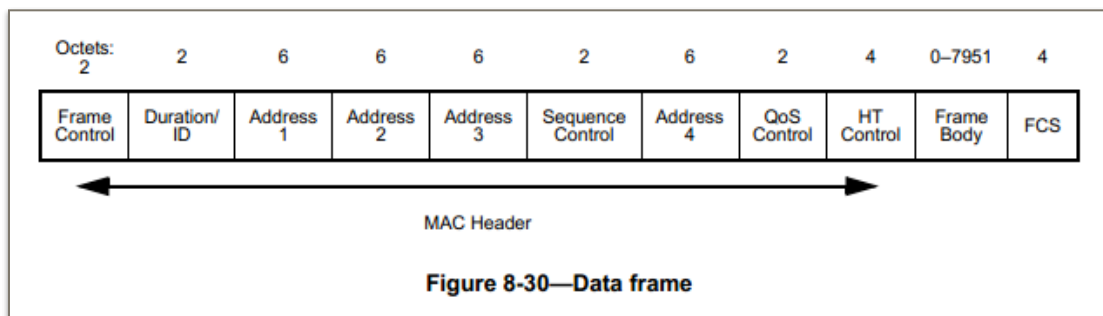 Octets:
2 2 6 6 6 2 6 2 4 0–7951 4
Frame Control Duration/ ID Address 1 Address 2 Address 3 Sequence Control Address 4 QoS Control HT Control Frame Body FCS
MAC Header
Figure 8-30—Data frame